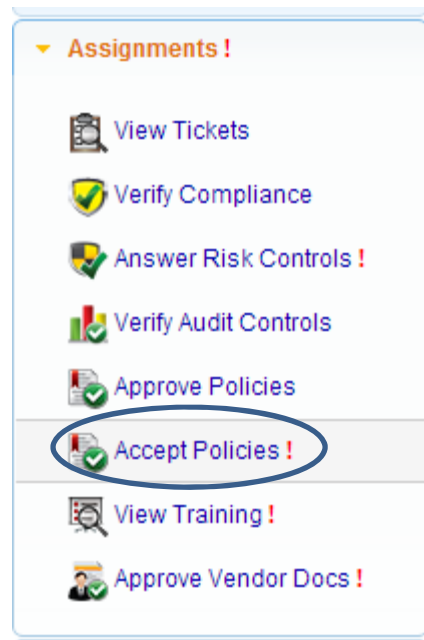 Assignments !
View Tickets
Verify Compliance
Answer Risk Controls !
Verify Audit Controls
Approve Policies
Accept Policies !
View Training !
Approve Vendor Docs !